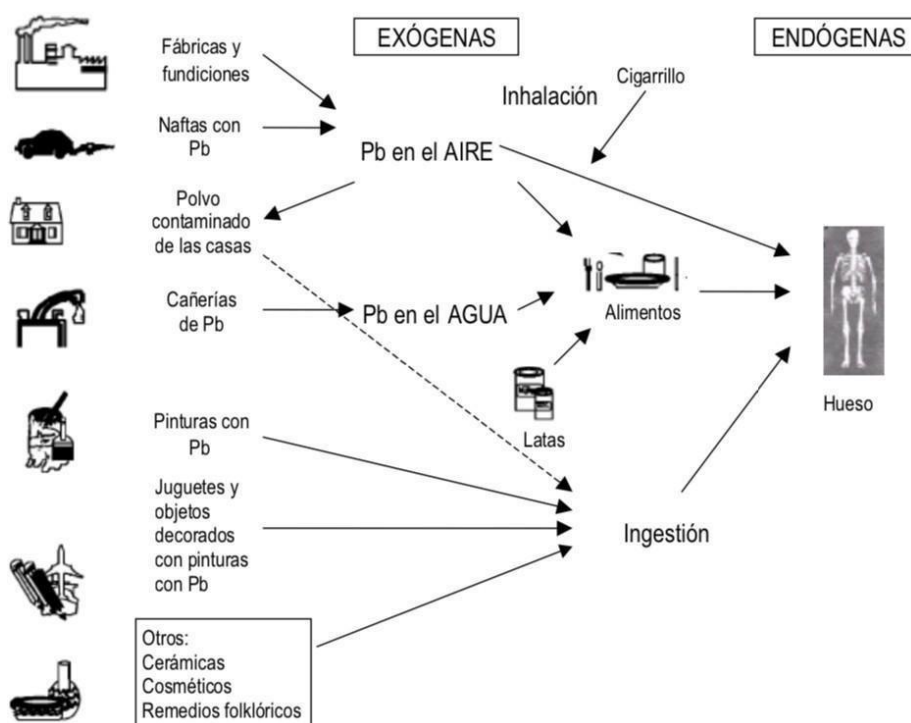 EXÓGENAS
ENDÓGENAS
Fábricas y
fundiciones
Inhalación
Cigarrillo
Naftas con
Pb
Pb en el AIRE
Polvo
contaminado
de las casas
Cañerías
de Pb
Pb en el AGUA
Alimentos
Latas
Hueso
Pinturas con
Pb
Juguetes y
objetos
decorados
con pinturas
con Pb
Ingestión
Otros:
Cerámicas
Cosméticos
Remedios folklóricos